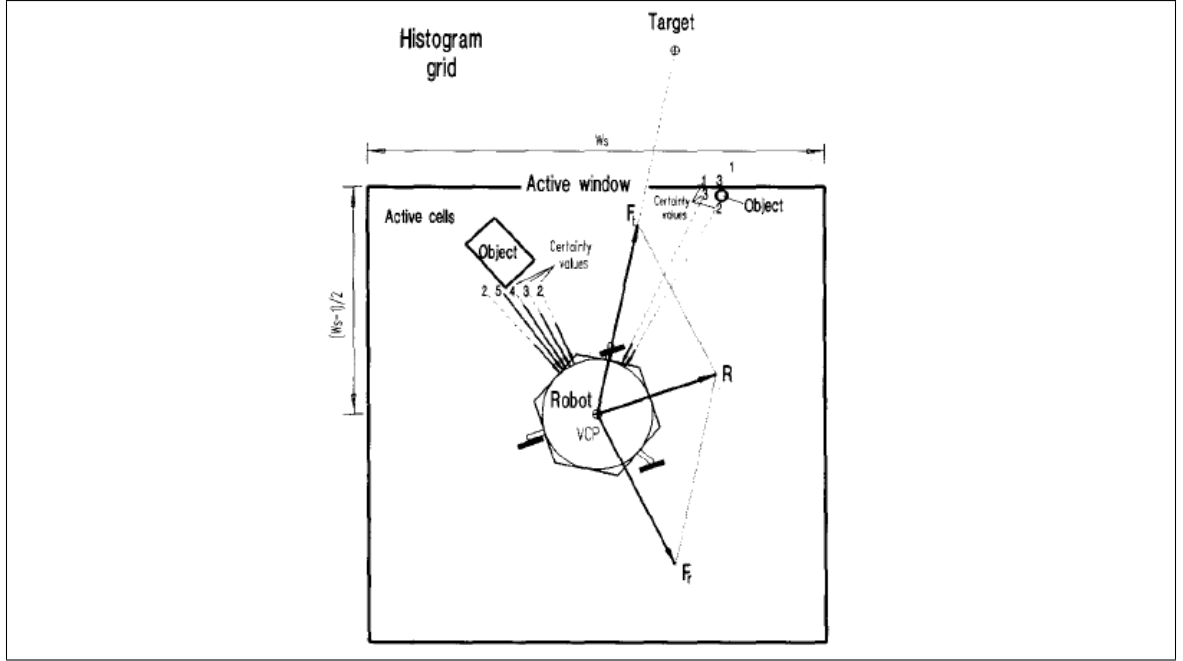 Target
Histogram
grid
Ws
1
Active window
1 3
3
Certainty
values
2
Object
Active cells
Ft
Object
Certainty
values
2 5 4 3 2
(Ws-1)/2
R
Robot
VCP
Fr